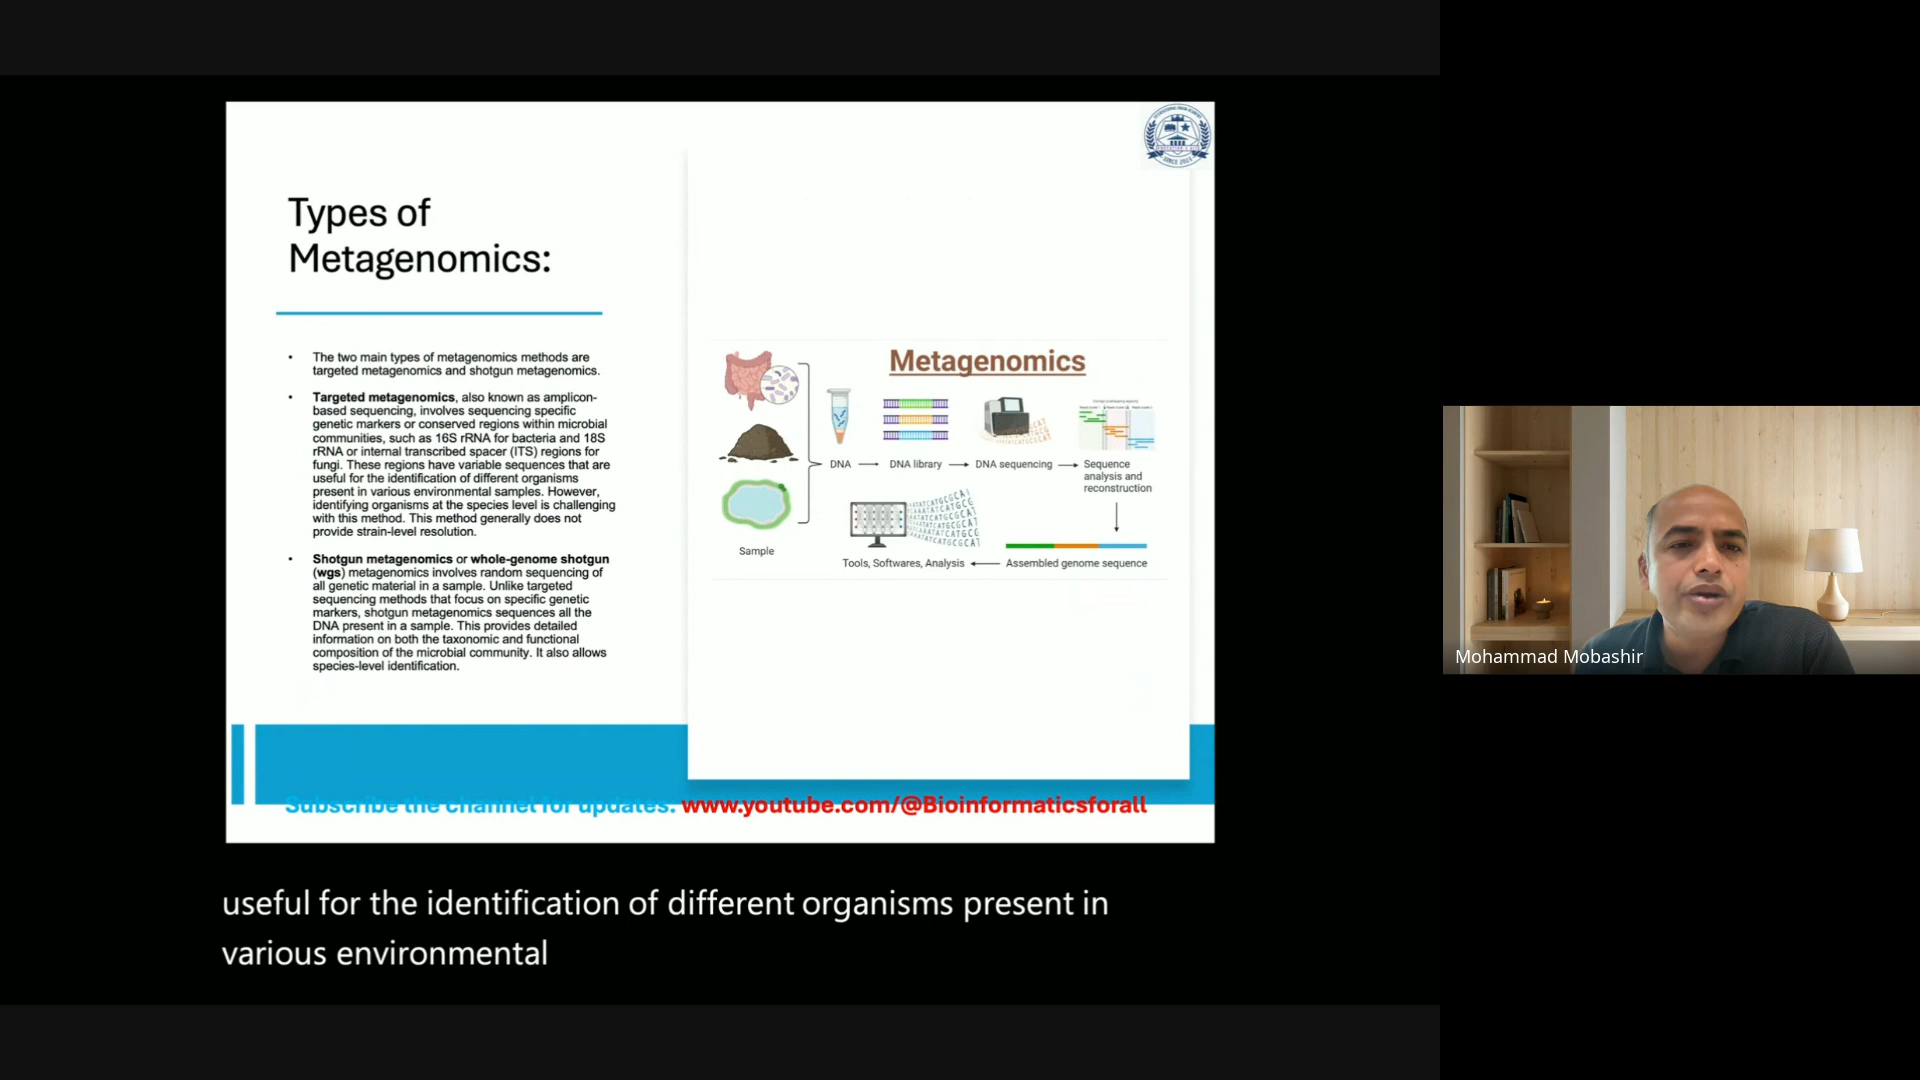 Types of
Metagenomics:
• The two main types of metagenomics methods are
targeted metagenomics and shotgun metagenomics.
• Targeted metagenomics, also known as amplicon-
based sequencing, involves sequencing specific
genetic markers or conserved regions within microbial
communities, such as 16S rRNA for bacteria and 18S
rRNA or internal transcribed spacer (ITS) regions for
fungi. These regions have variable sequences that are
useful for the identification of different organisms
present in various environmental samples. However,
identifying organisms at the species level is challenging
with this method. This method generally does not
provide strain-level resolution.
• Shotgun metagenomics or whole-genome shotgun
(wgs) metagenomics involves random sequencing of
all genetic material in a sample. Unlike targeted
sequencing methods that focus on specific genetic
markers, shotgun metagenomics sequences all the
DNA present in a sample. This provides detailed
information on both the taxonomic and functional
composition of the microbial community. It also allows
species-level identification.
Metagenomics
DNA
DNA library
DNA sequencing
Sequence
analysis and
reconstruction
Sample
Tools, Softwares, Analysis
Assembled genome sequence
Subscribe the channel for updates: www.youtube.com/@Bioinformaticsforall
useful for the identification of different organisms present in
various environmental
Mohammad Mobashir